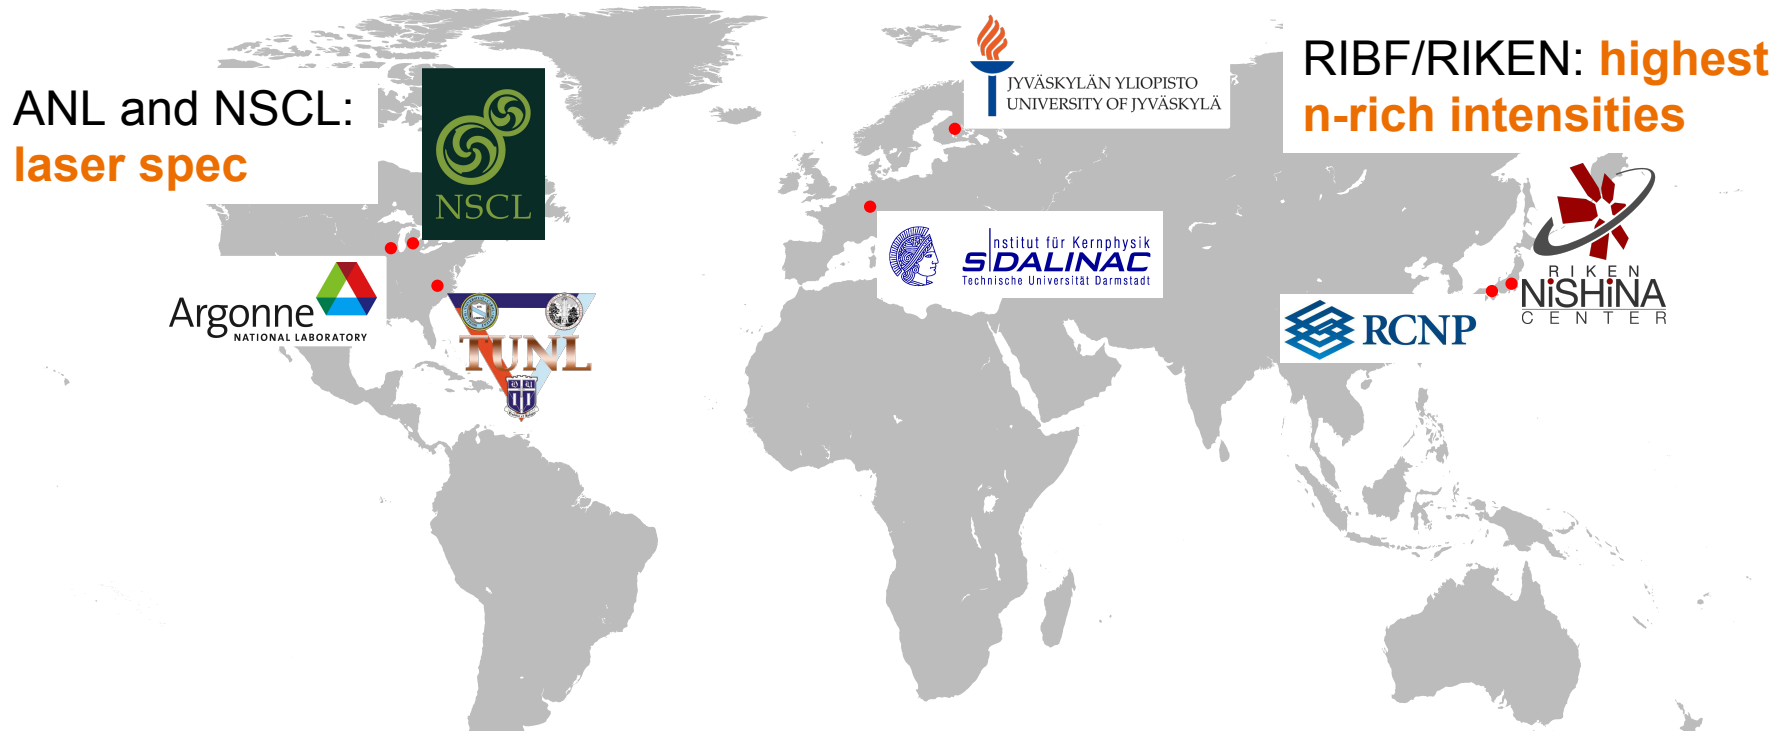 ANL and NSCL:
laser spec
NSCL
Argonne
NATIONAL LABORATORY
TUNL
JYVÄSKYLÄN YLIOPISTO
UNIVERSITY OF JYVÄSKYLÄ
Institut für Kernphysik
S-DALINAC
Technische Universität Darmstadt
RIBF/RIKEN: highest
n-rich intensities
RIKEN
NiSHiNA
CENTER
RCNP